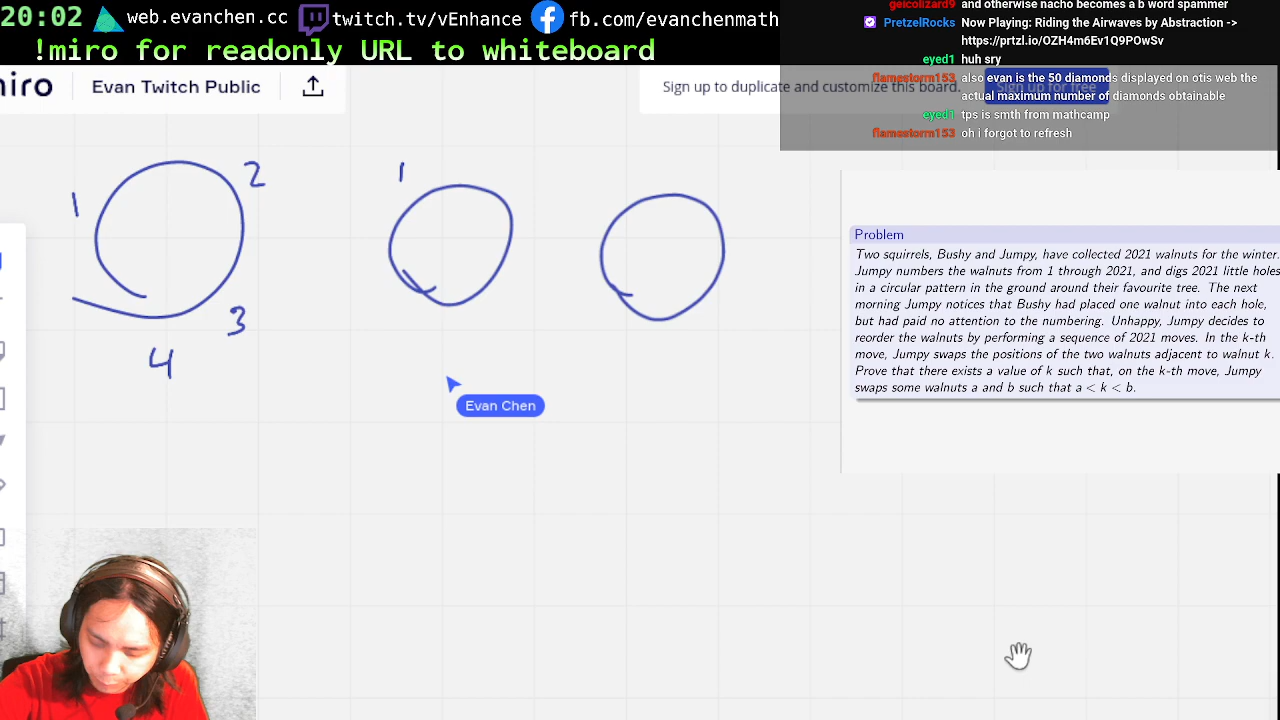 20:02 web.evanchen.cc twitch.tv/vEnhance fb.com/evanchenmath
!miro for readonly URL to whiteboard
geicolizard9 and otherwise nacho becomes a b word spammer
PretzelRocks Now Playing: Riding the Airwaves by Absorbction ->
https://prtzl.io/OZH4m6Ev1Q9POwSv
eyed1 huh sry
flamestorm153 also evan is the 50 diamonds displayed on otis web the
actual maximum number of diamonds obtainable
eyed1 tps is smth from mathcamp
flamestorm153 oh i forgot to refresh
miro
Evan Twitch Public
Sign up to duplicate and customize this board.
Sign up for free
1
2
3
4
1
Evan Chen
Problem
Two squirrels, Bushy and Jumpy, have collected 2021 walnuts for the winter.
Jumpy numbers the walnuts from 1 through 2021, and digs 2021 little holes
in a circular pattern in the ground around their favourite tree. The next
morning Jumpy notices that Bushy had placed one walnut into each hole,
but had paid no attention to the numbering. Unhappy, Jumpy decides to
reorder the walnuts by performing a sequence of 2021 moves. In the k-th
move, Jumpy swaps the positions of the two walnuts adjacent to walnut k.
Prove that there exists a value of k such that, on the k-th move, Jumpy
swaps some walnuts a and b such that a < k < b.